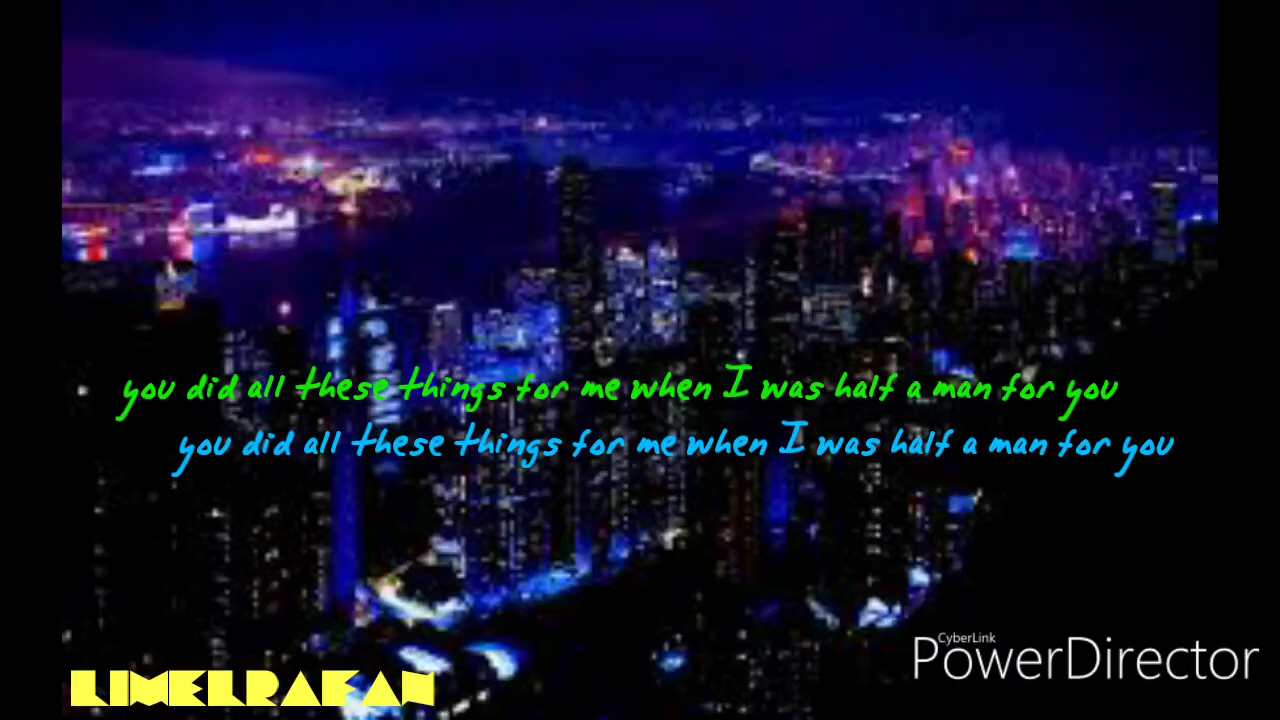 you did all these things for me when I was half a man for you
you did all these things for me when I was half a man for you
CyberLink
PowerDirector
LIMELRAFAN